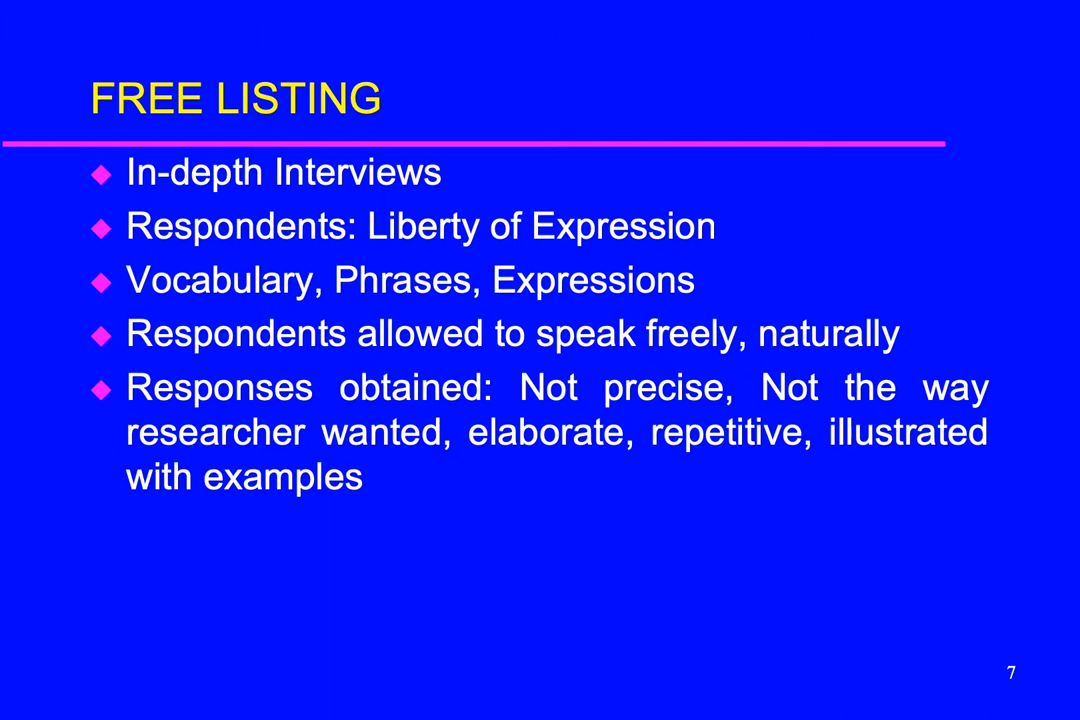 FREE LISTING
In-depth Interviews
Respondents: Liberty of Expression
Vocabulary, Phrases, Expressions
Respondents allowed to speak freely, naturally
Responses obtained: Not precise, Not the way
researcher wanted, elaborate, repetitive, illustrated
with examples
7